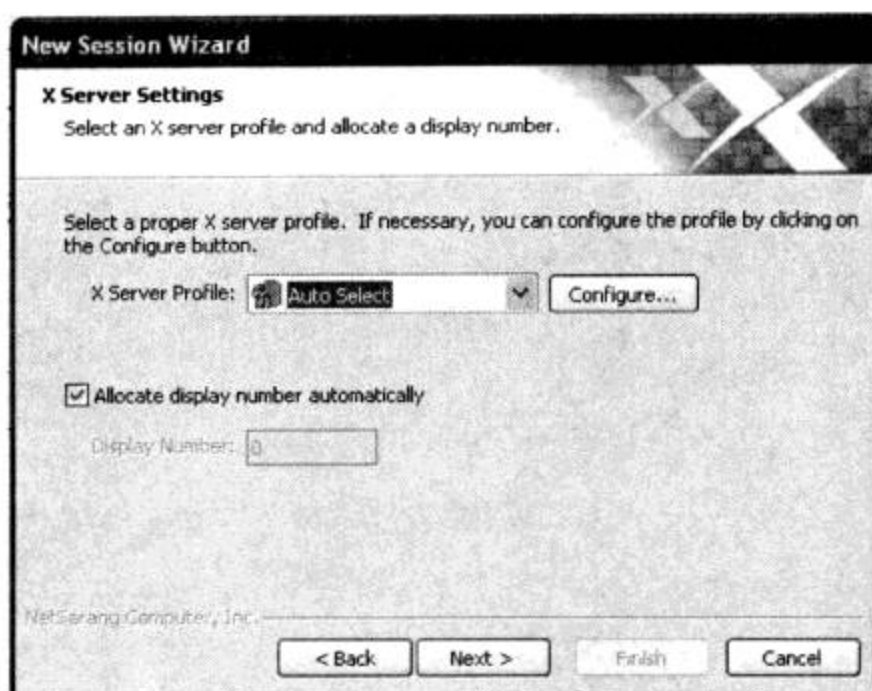 New Session Wizard
X Server Settings
Select an X server profile and allocate a display number.
Select a proper X server profile. If necessary, you can configure the profile by clicking on
the Configure button.
X Server Profile: Auto Select Configure...
Allocate display number automatically
Display Number: 0
NetSarang Computer, Inc.
< Back Next > Finish Cancel